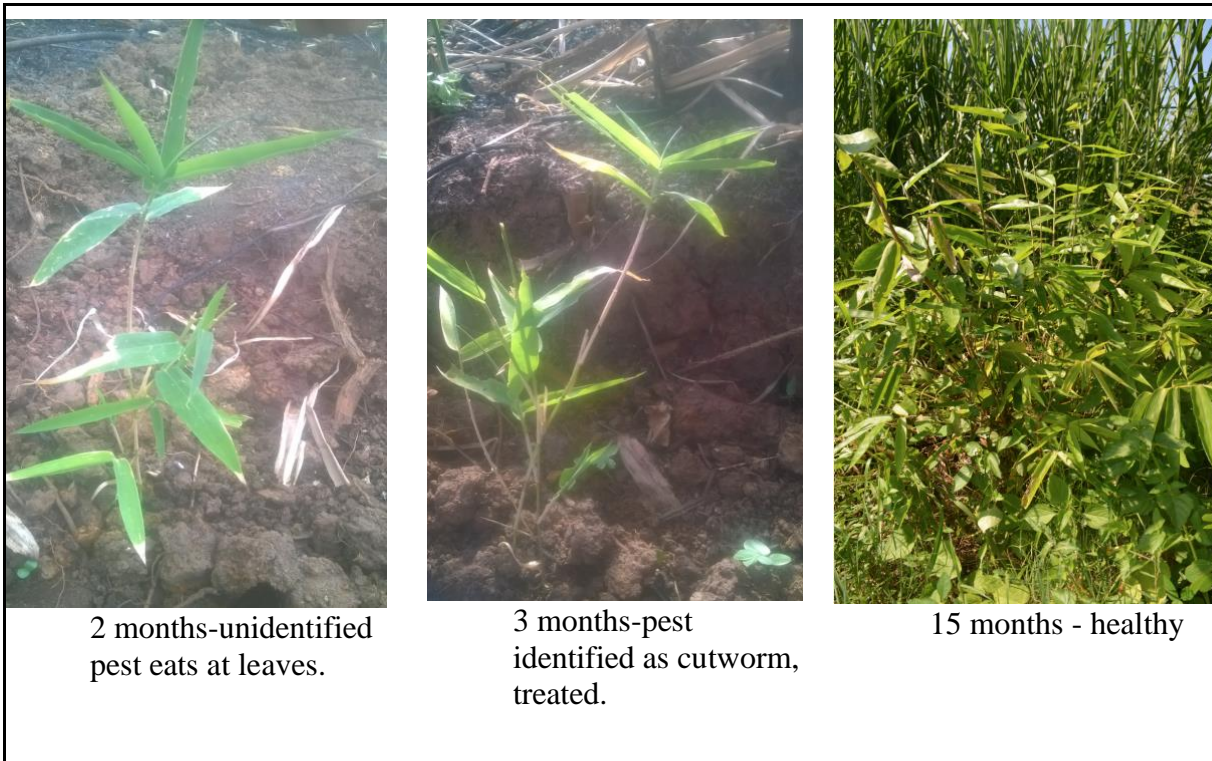 2 months-unidentified
pest eats at leaves.
3 months-pest
identified as cutworm,
treated.
15 months - healthy